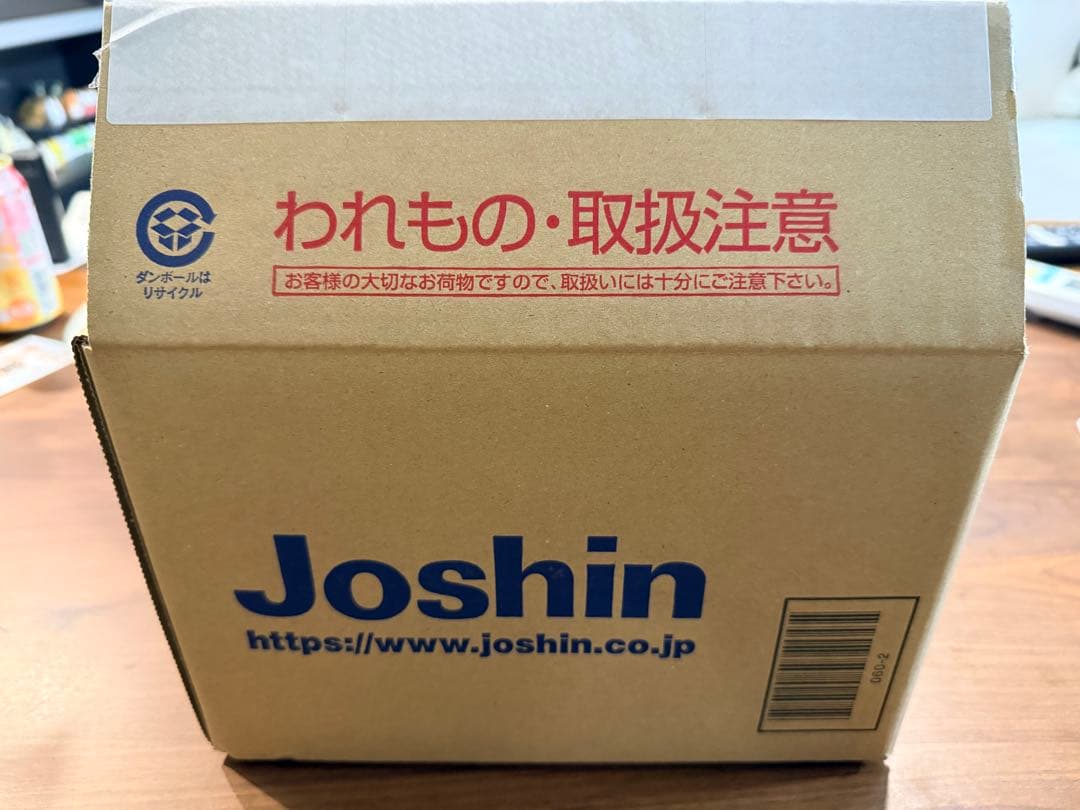 われもの・取扱注意
お客様の大切なお荷物ですので、取扱いには十分にご注意下さい。
ダンボールは
リサイクル
Joshin
https://www.joshin.co.jp
060-2